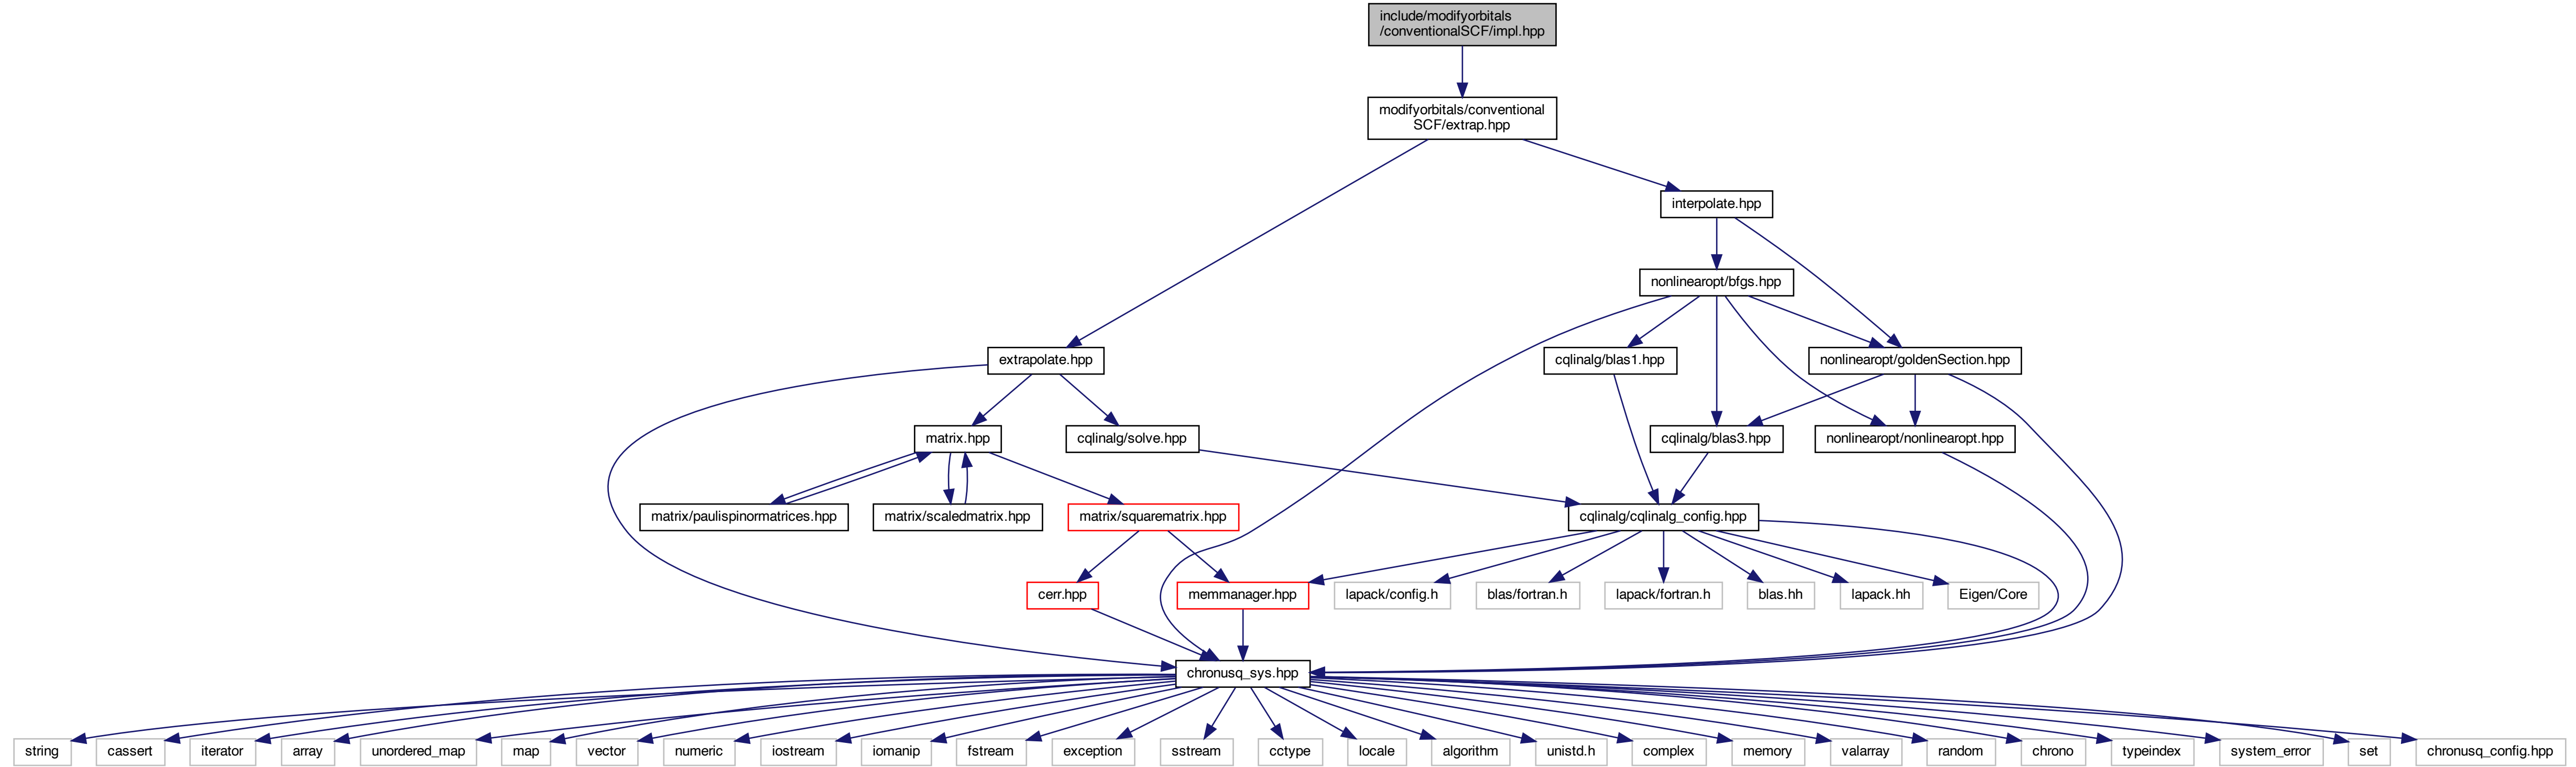 include/modifyorbitals
/conventionalSCF/impl.hpp
modifyorbitals/conventional
SCF/extrap.hpp
interpolate.hpp
nonlinearopt/bfgs.hpp
extrapolate.hpp
cqlinalg/blas1.hpp
nonlinearopt/goldenSection.hpp
matrix.hpp
cqlinalg/solve.hpp
cqlinalg/blas3.hpp
nonlinearopt/nonlinearopt.hpp
matrix/paulispinormatrices.hpp
matrix/scaledmatrix.hpp
matrix/squarematrix.hpp
cqlinalg/cqlinalg_config.hpp
cerr.hpp
memmanager.hpp
lapack/config.h
blas/fortran.h
lapack/fortran.h
blas.hh
lapack.hh
Eigen/Core
chronusq_sys.hpp
string
cassert
iterator
array
unordered_map
map
vector
numeric
iostream
iomanip
fstream
exception
sstream
cctype
locale
algorithm
unistd.h
complex
memory
valarray
random
chrono
typeindex
system_error
set
chronusq_config.hpp